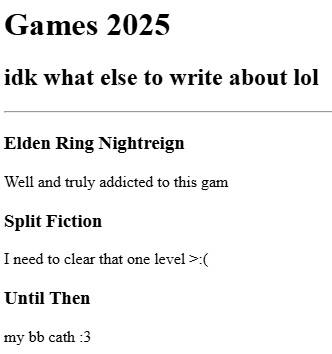 Games 2025
idk what else to write about lol
Elden Ring Nightreign
Well and truly addicted to this gam
Split Fiction
I need to clear that one level >:(
Until Then
my bb cath :3